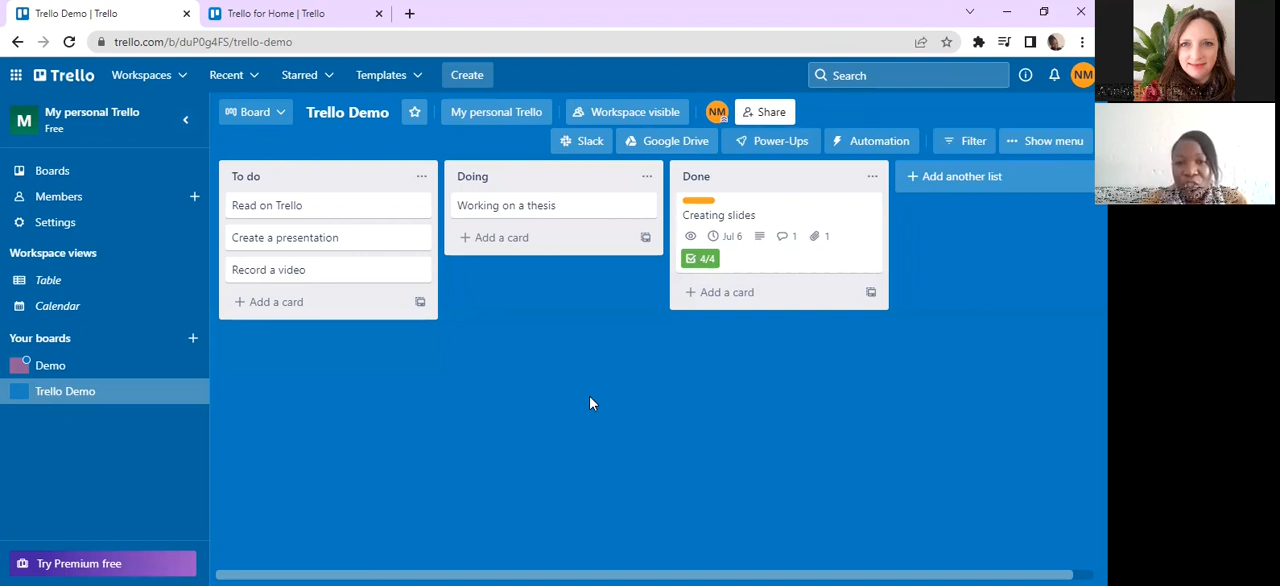 Trello Demo | Trello
Trello for Home | Trello
trello.com/b/duP0g4FS/trello-demo
Trello
Workspaces
Recent
Starred
Templates
Create
Search
NM
M
My personal Trello
Free
Board
Trello Demo
My personal Trello
Workspace visible
NM
Share
Slack
Google Drive
Power-Ups
Automation
Filter
Show menu
Boards
Members
Settings
Workspace views
Table
Calendar
Your boards
Demo
Trello Demo
Try Premium free
To do
Read on Trello
Create a presentation
Record a video
Add a card
Doing
Working on a thesis
Add a card
Done
Creating slides
Jul 6
1
1
4/4
Add a card
Add another list